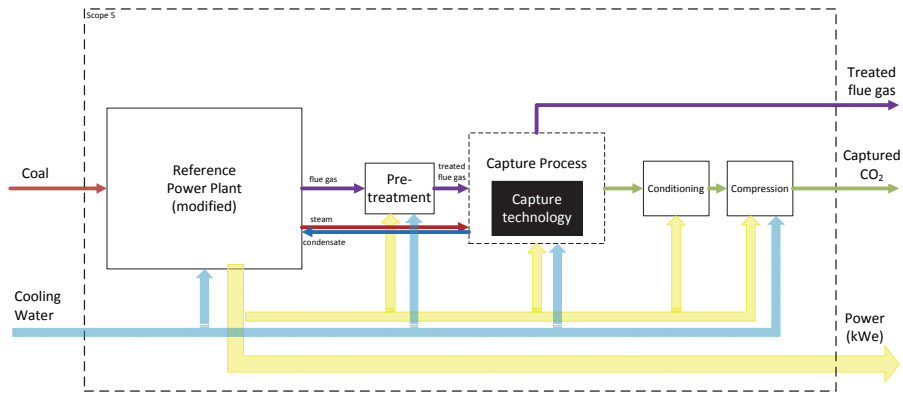 Scope 5
Treated
flue gas
Coal
Reference
Power Plant
(modified)
flue gas
Pre-
treatment
treated
flue gas
Capture Process
Capture
technology
Conditioning
Compression
Captured
CO₂
steam
condensate
Cooling
Water
Power
(kWe)